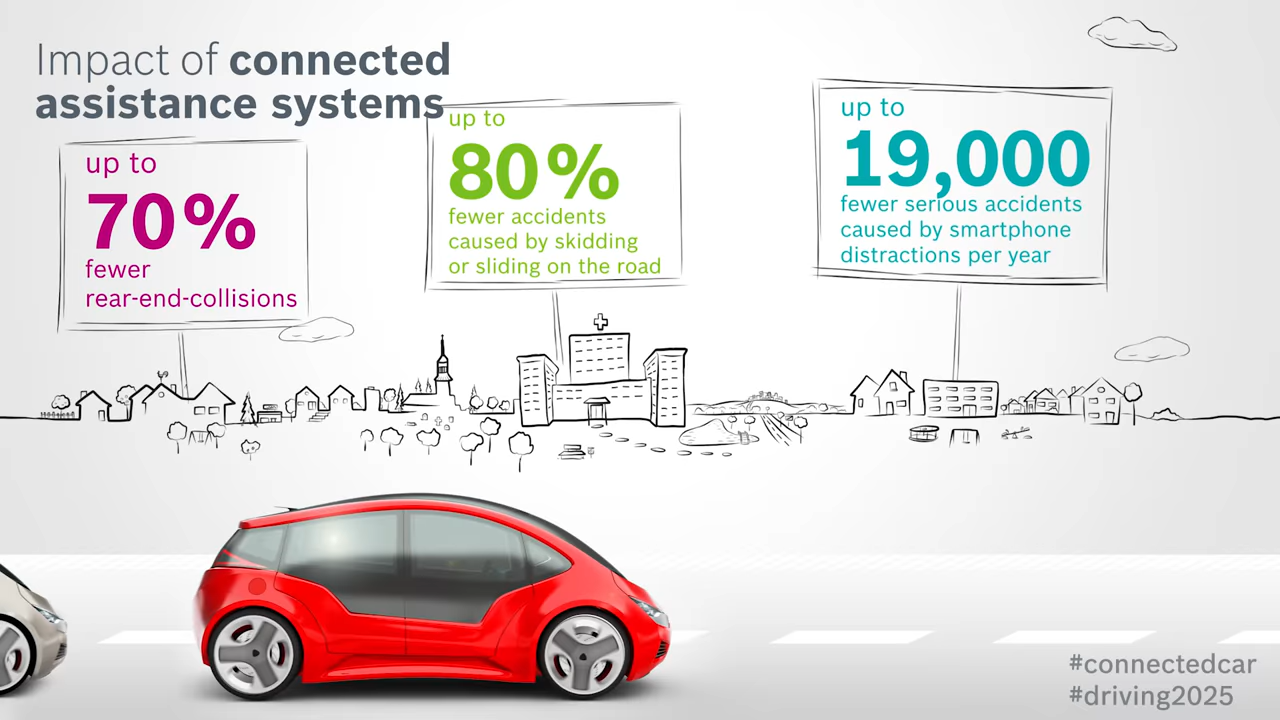 Impact of connected
assistance systems
up to
70%
fewer
rear-end-collisions
up to
80%
fewer accidents
caused by skidding
or sliding on the road
up to
19,000
fewer serious accidents
caused by smartphone
distractions per year
#connectedcar
#driving2025